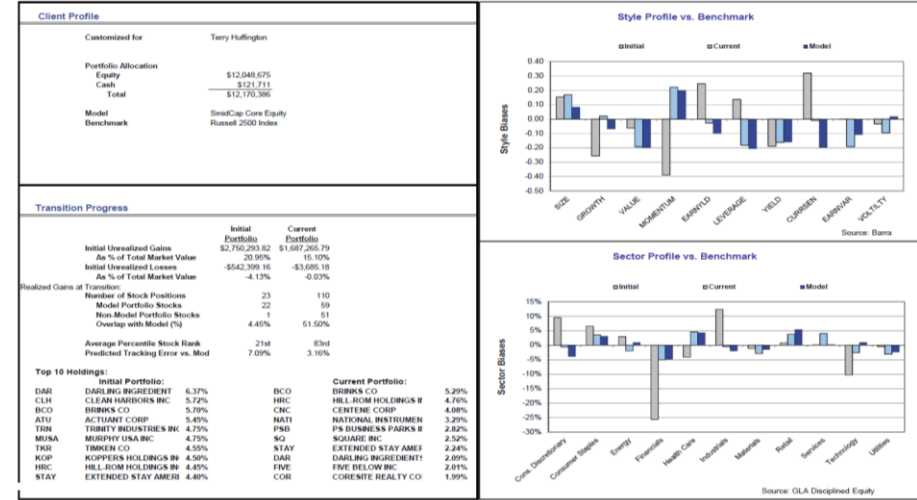 Client Profile
Customized for Terry Huffington
Portfolio Allocation
Equity $12,048,675
Cash $121,711
Total $12,170,386
Model SmidCap Core Equity
Benchmark Russell 2500 Index
Transition Progress
Initial Current
Portfolio Portfolio
Initial Unrealized Gains $2,750,293.82 $1,687,265.79
As % of Total Market Value 20.95% 15.10%
Initial Unrealized Losses -$542,399.16 -$3,685.18
As % of Total Market Value -4.13% -0.03%
Realized Gains at Transition:
Number of Stock Positions 23 110
Model Portfolio Stocks 22 59
Non-Model Portfolio Stocks 1 51
Overlap with Model (%) 4.45% 51.50%
Average Percentile Stock Rank 21st 83rd
Predicted Tracking Error vs. Mod 7.09% 3.16%
Top 10 Holdings:
Initial Portfolio: Current Portfolio:
DAR DARLING INGREDIENT 6.37% BCO BRINKS CO 5.29%
CLH CLEAN HARBORS INC 5.72% HRC HILL-ROM HOLDINGS II 4.76%
BCO BRINKS CO 5.70% CNC CENTENE CORP 4.08%
ATU ACTUANT CORP 5.45% NATI NATIONAL INSTRUMEN 3.29%
TRN TRINITY INDUSTRIES INC 4.75% PSB PS BUSINESS PARKS II 2.82%
MUSA MURPHY USA INC 4.75% SQ SQUARE INC 2.52%
TKR TIMKEN CO 4.55% STAY EXTENDED STAY AMEF 2.24%
KOP KOPPERS HOLDINGS IN 4.50% DAR DARLING INGREDIENT! 2.09%
HRC HILL-ROM HOLDINGS IN 4.45% FIVE FIVE BELOW INC 2.01%
STAY EXTENDED STAY AMERI 4.40% COR CORESITE REALTY CO 1.99%
Style Profile vs. Benchmark
Initial Current Model
Style Biases
0.40
0.30
0.20
0.10
0.00
-0.10
-0.20
-0.30
-0.40
-0.50
SIZE GROWTH VALUE MOMENTUM EARNYLD LEVERAGE YIELD CURRSEN EARNVAR VOLTILTY
Source: Barra
Sector Profile vs. Benchmark
Initial Current Model
Sector Biases
15%
10%
5%
0%
-5%
-10%
-15%
-20%
-25%
-30%
Cons. Discretionary Consumer Staples Energy Financials Health Care Industrials Materials Retail Services Technology Utilities
Source: GLA Disciplined Equity